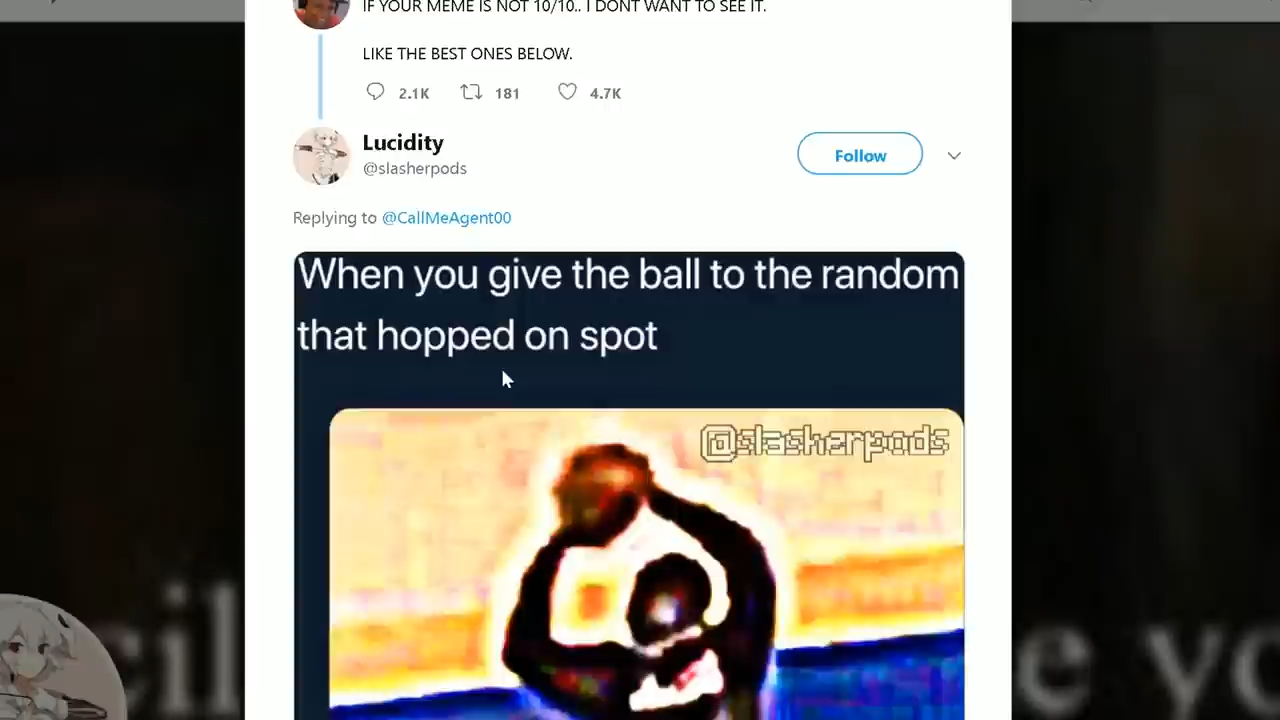 IF YOUR MEME IS NOT 10/10.. I DONT WANT TO SEE IT.
LIKE THE BEST ONES BELOW.
2.1K 181 4.7K
Lucidity
@slasherpods
Follow
Replying to @CallMeAgent00
When you give the ball to the random
that hopped on spot
@slasherpods